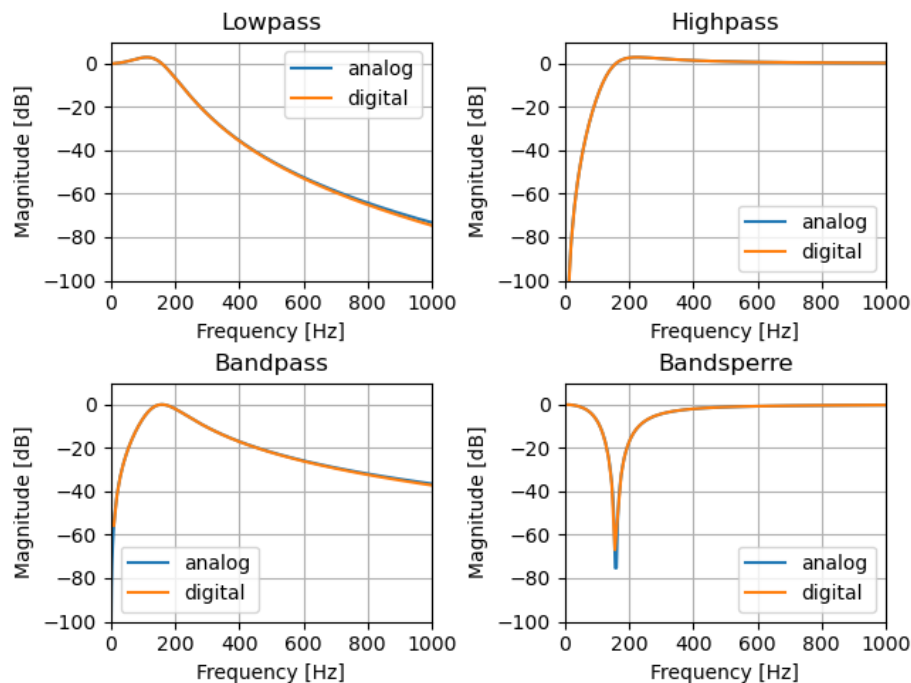 Lowpass
Magnitude [dB]
0
−20
−40
−60
−80
−100
analog
digital
0 200 400 600 800 1000
Frequency [Hz]
Highpass
Magnitude [dB]
0
−20
−40
−60
−80
−100
analog
digital
0 200 400 600 800 1000
Frequency [Hz]
Bandpass
Magnitude [dB]
0
−20
−40
−60
−80
−100
analog
digital
0 200 400 600 800 1000
Frequency [Hz]
Bandsperre
Magnitude [dB]
0
−20
−40
−60
−80
−100
analog
digital
0 200 400 600 800 1000
Frequency [Hz]